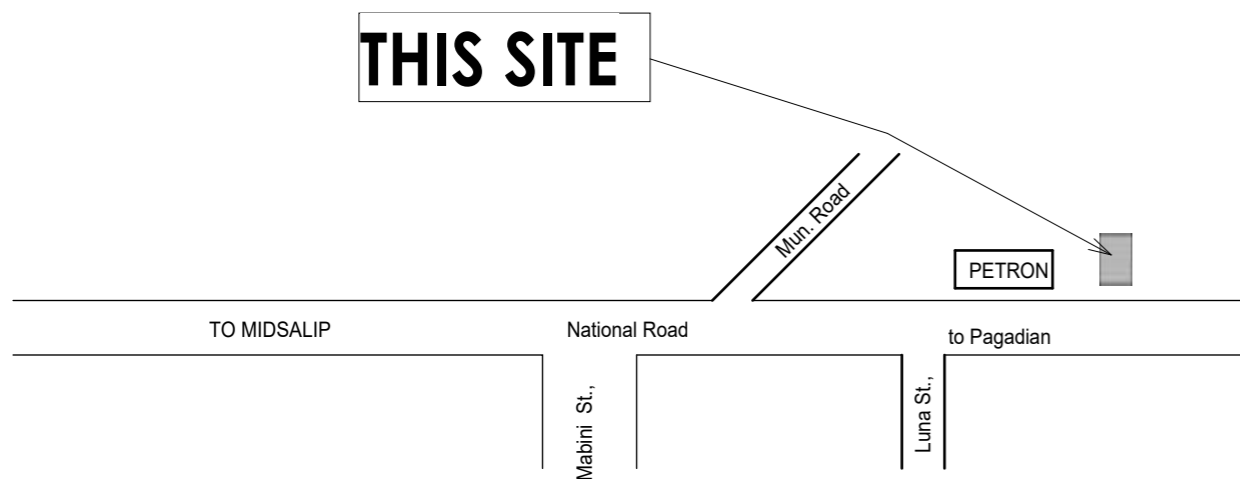 THIS SITE
Mun. Road
PETRON
TO MIDSALIP
National Road
to Pagadian
Mabini St.,
Luna St.,